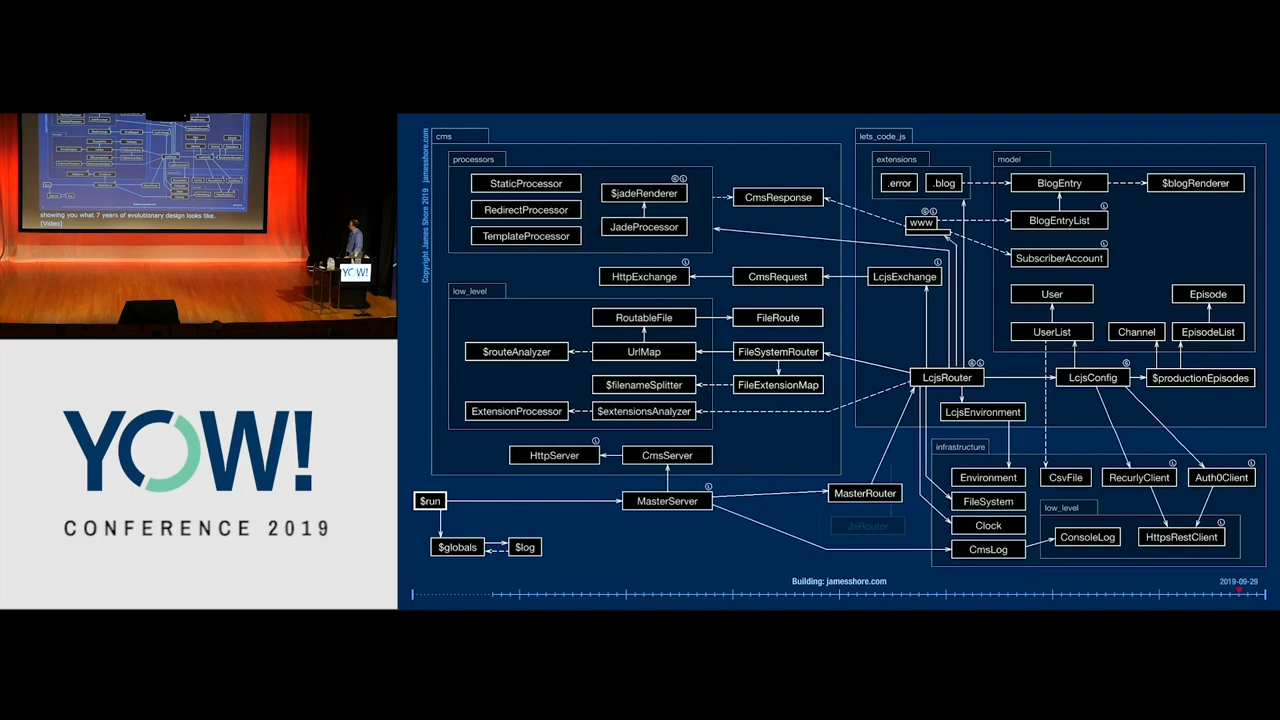 showing you what 7 years of evolutionary design looks like.
[Video]
YOW!
YOW!
CONFERENCE 2019
Copyright James Shore 2019 jamesshore.com
cms
processors
StaticProcessor
RedirectProcessor
TemplateProcessor
$jadeRenderer
JadeProcessor
CmsResponse
HttpExchange
CmsRequest
LcjsExchange
low_level
RoutableFile
FileRoute
$routeAnalyzer
UrlMap
FileSystemRouter
$filenameSplitter
FileExtensionMap
ExtensionProcessor
$extensionsAnalyzer
HttpServer
CmsServer
lets_code_js
extensions
.error
.blog
www
model
BlogEntry
$blogRenderer
BlogEntryList
SubscriberAccount
User
Episode
UserList
Channel
EpisodeList
LcjsRouter
LcjsConfig
$productionEpisodes
LcjsEnvironment
infrastructure
Environment
CsvFile
RecurlyClient
Auth0Client
FileSystem
Clock
CmsLog
low_level
ConsoleLog
HttpsRestClient
$run
MasterServer
MasterRouter
JsRouter
$globals
$log
Building: jamesshore.com
2019-09-29